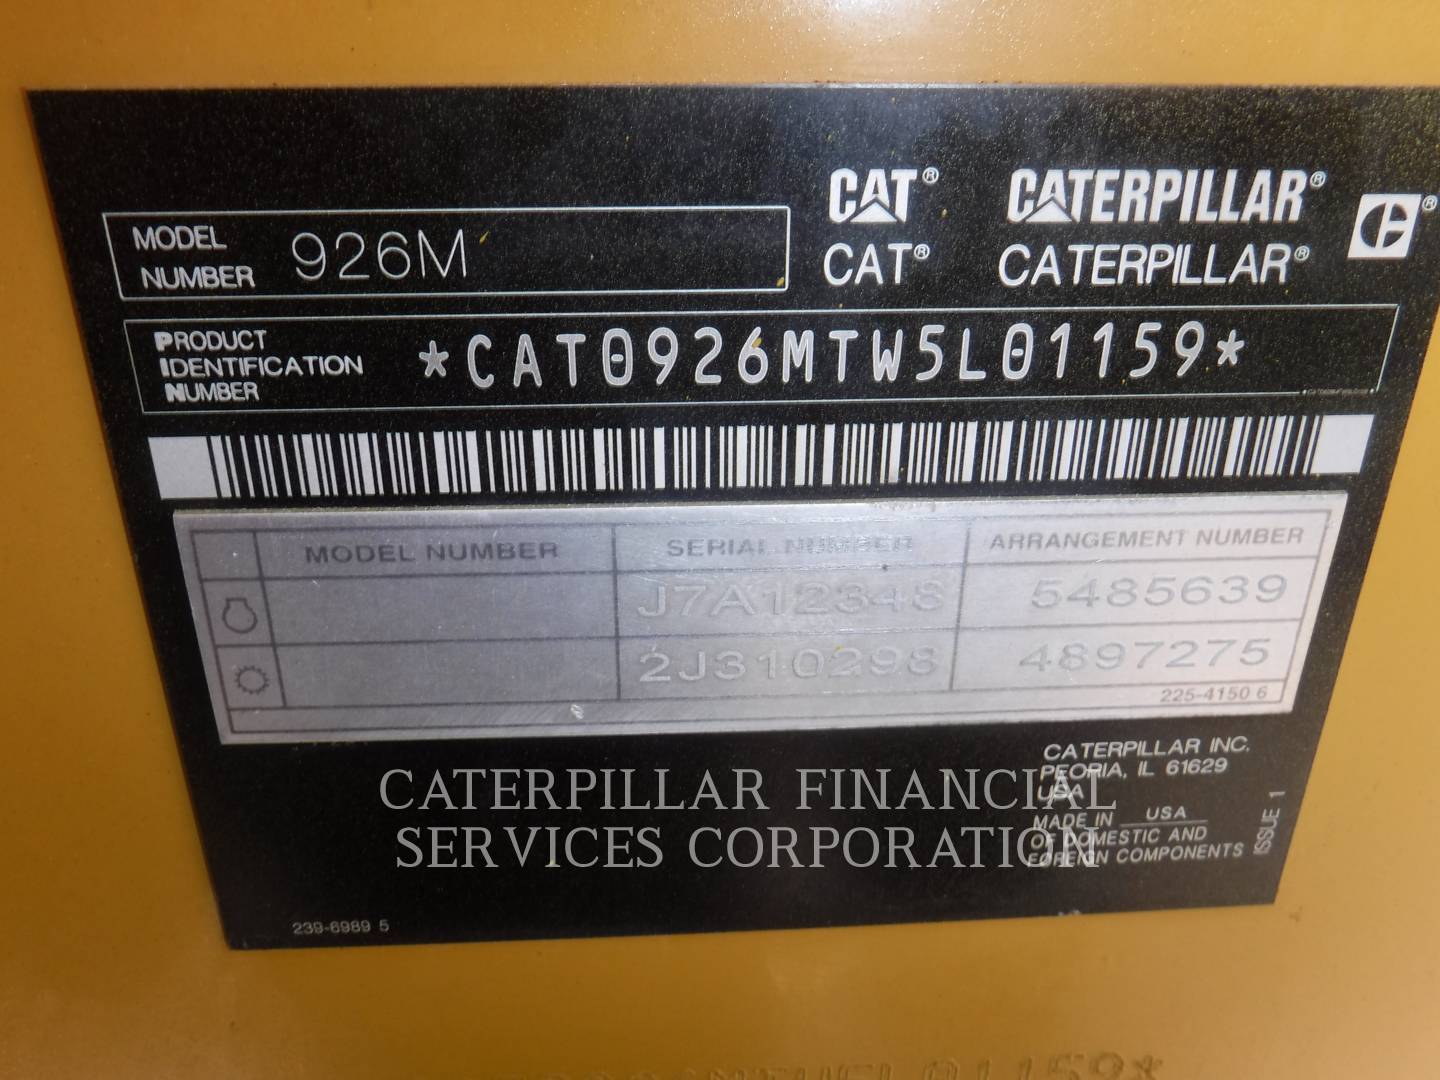 CAT® CATERPILLAR® ®
CAT® CATERPILLAR®
MODEL NUMBER 926M
PRODUCT IDENTIFICATION NUMBER *CAT0926MTW5L01159*
MODEL NUMBER SERIAL NUMBER ARRANGEMENT NUMBER
J7A12348 5485639
2J310298 4897275
225-4150 6
CATERPILLAR INC.
PEORIA, IL 61629
USA
MADE IN USA
OF DOMESTIC AND
FOREIGN COMPONENTS
ISSUE 1
CATERPILLAR FINANCIAL
SERVICES CORPORATION
239-6989 5
L01159*